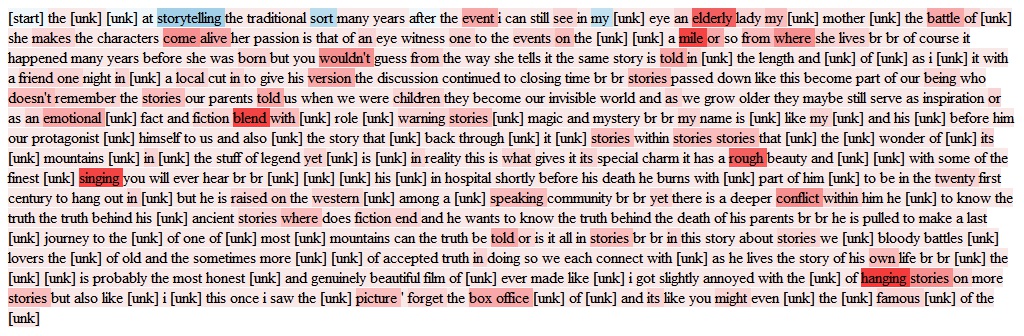 [start] the [unk] [unk] at storytelling the traditional sort many years after the event i can still see in my [unk] eye an elderly lady my [unk] mother [unk] the battle of [unk]
she makes the characters come alive her passion is that of an eye witness one to the events on the [unk] [unk] a mile or so from where she lives br br of course it
happened many years before she was born but you wouldn't guess from the way she tells it the same story is told in [unk] the length and [unk] of [unk] as i [unk] it with
a friend one night in [unk] a local cut in to give his version the discussion continued to closing time br br stories passed down like this become part of our being who
doesn't remember the stories our parents told us when we were children they become our invisible world and as we grow older they maybe still serve as inspiration or
as an emotional [unk] fact and fiction blend with [unk] role [unk] warning stories [unk] magic and mystery br br my name is [unk] like my [unk] and his [unk] before him
our protagonist [unk] himself to us and also [unk] the story that [unk] back through [unk] it [unk] stories within stories stories that [unk] the [unk] wonder of [unk] its
[unk] mountains [unk] in [unk] the stuff of legend yet [unk] is [unk] in reality this is what gives it its special charm it has a rough beauty and [unk] [unk] with some of the
finest [unk] singing you will ever hear br br [unk] [unk] [unk] his [unk] in hospital shortly before his death he burns with [unk] part of him [unk] to be in the twenty first
century to hang out in [unk] but he is raised on the western [unk] among a [unk] speaking community br br yet there is a deeper conflict within him he [unk] to know the
truth the truth behind his [unk] ancient stories where does fiction end and he wants to know the truth behind the death of his parents br br he is pulled to make a last
[unk] journey to the [unk] of one of [unk] most [unk] mountains can the truth be told or is it all in stories br br in this story about stories we [unk] bloody battles [unk]
lovers the [unk] of old and the sometimes more [unk] of accepted truth in doing so we each connect with [unk] as he lives the story of his own life br br [unk] the [unk]
[unk] [unk] is probably the most honest [unk] and genuinely beautiful film of [unk] ever made like [unk] i got slightly annoyed with the [unk] of hanging stories on more
stories but also like [unk] i [unk] this once i saw the [unk] picture ' forget the box office [unk] of [unk] and its like you might even [unk] the [unk] famous [unk] of the
[unk]